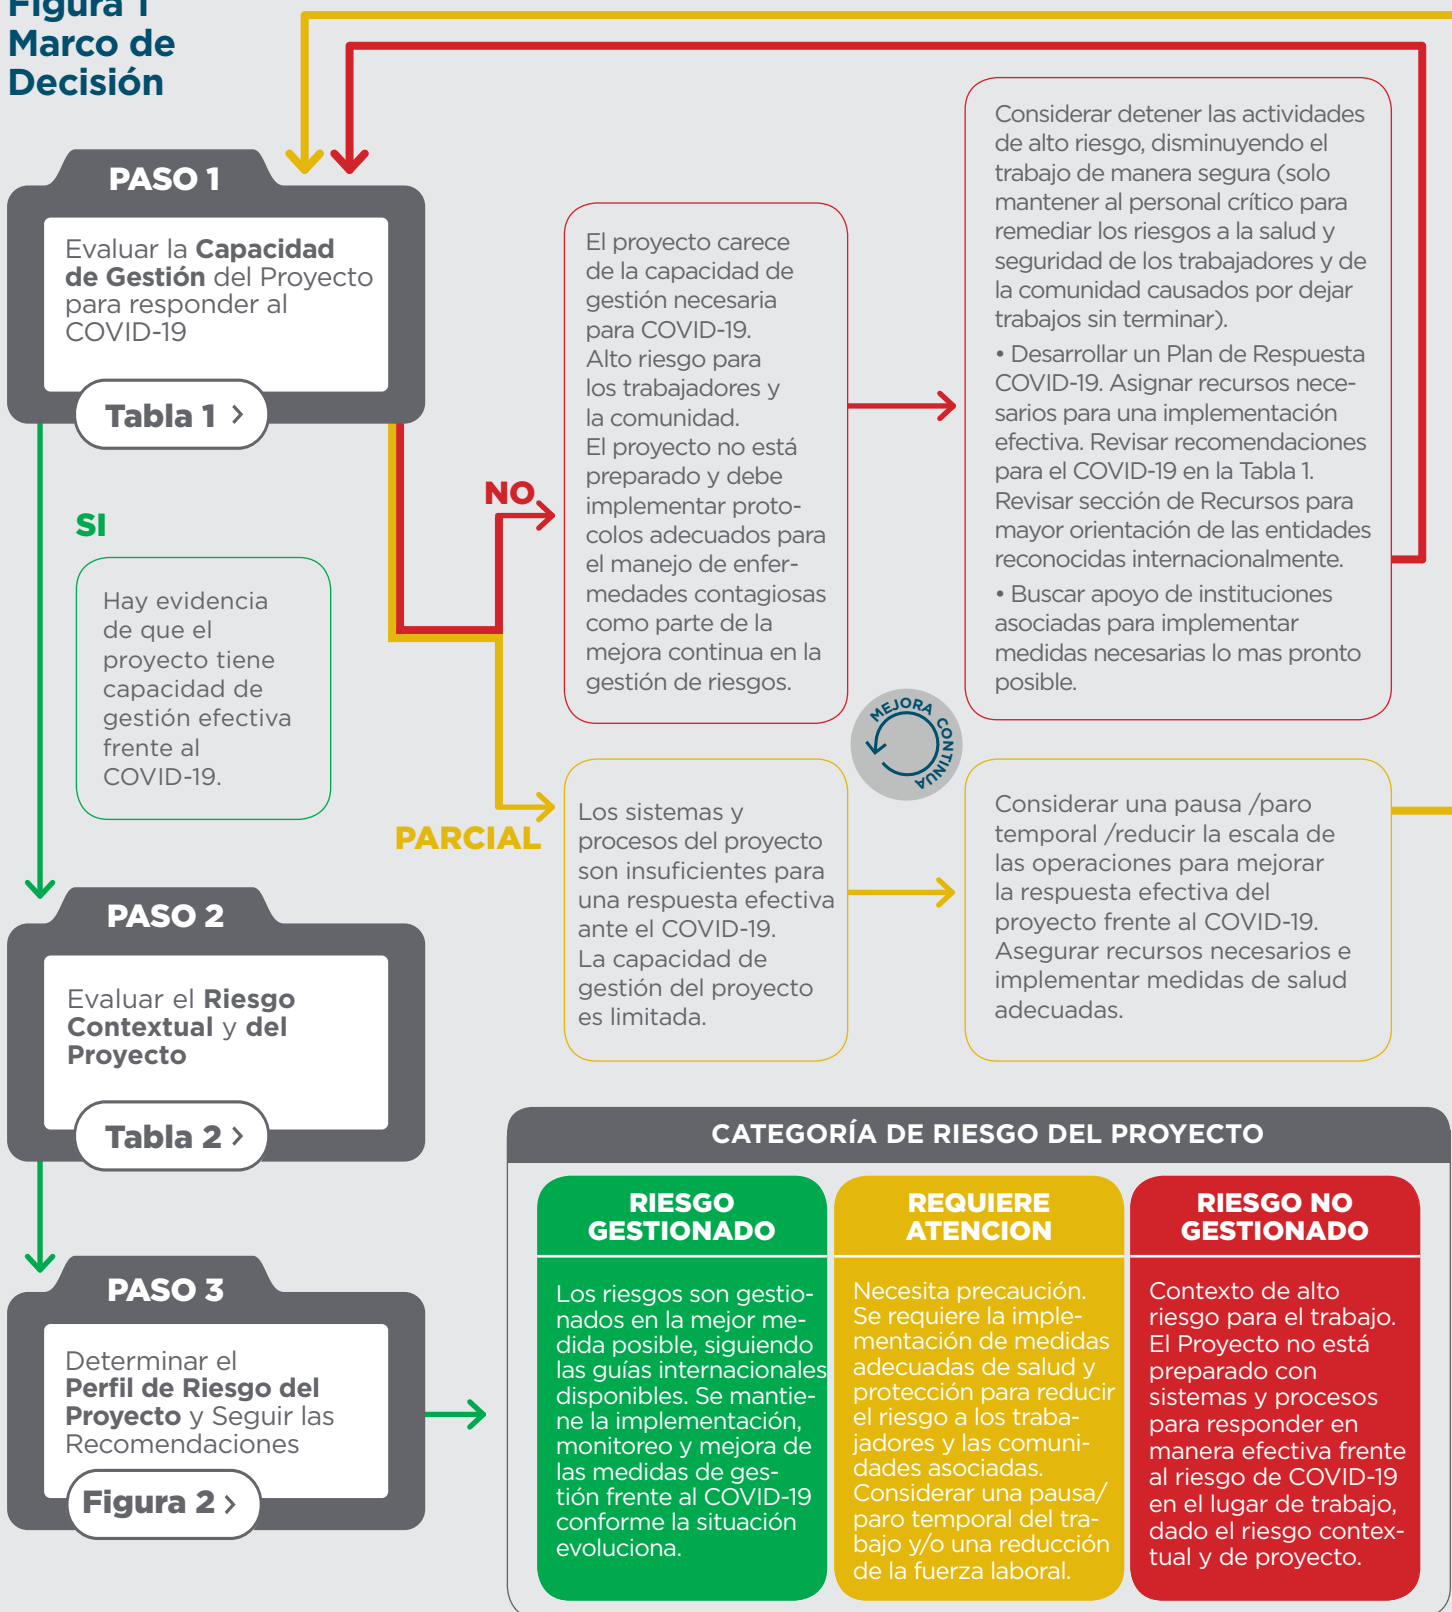 Figura 1
Marco de
Decisión
PASO 1
Evaluar la Capacidad
de Gestión del Proyecto
para responder al
COVID-19
Tabla 1 >
SI
Hay evidencia
de que el
proyecto tiene
capacidad de
gestión efectiva
frente al
COVID-19.
NO
El proyecto carece
de la capacidad de
gestión necesaria
para COVID-19.
Alto riesgo para
los trabajadores y
la comunidad.
El proyecto no está
preparado y debe
implementar proto-
colos adecuados para
el manejo de enfer-
medades contagiosas
como parte de la
mejora continua en la
gestión de riesgos.
Considerar detener las actividades
de alto riesgo, disminuyendo el
trabajo de manera segura (solo
mantener al personal crítico para
remediar los riesgos a la salud y
seguridad de los trabajadores y de
la comunidad causados por dejar
trabajos sin terminar).
• Desarrollar un Plan de Respuesta
COVID-19. Asignar recursos nece-
sarios para una implementación
efectiva. Revisar recomendaciones
para el COVID-19 en la Tabla 1.
Revisar sección de Recursos para
mayor orientación de las entidades
reconocidas internacionalmente.
• Buscar apoyo de instituciones
asociadas para implementar
medidas necesarias lo mas pronto
posible.
MEJORA CONTINUA
PARCIAL
Los sistemas y
procesos del proyecto
son insuficientes para
una respuesta efectiva
ante el COVID-19.
La capacidad de
gestión del proyecto
es limitada.
Considerar una pausa /paro
temporal /reducir la escala de
las operaciones para mejorar
la respuesta efectiva del
proyecto frente al COVID-19.
Asegurar recursos necesarios e
implementar medidas de salud
adecuadas.
PASO 2
Evaluar el Riesgo
Contextual y del
Proyecto
Tabla 2 >
PASO 3
Determinar el
Perfil de Riesgo del
Proyecto y Seguir las
Recomendaciones
Figura 2 >
CATEGORÍA DE RIESGO DEL PROYECTO
RIESGO
GESTIONADO
Los riesgos son gestio-
nados en la mejor me-
dida posible, siguiendo
las guías internacionales
disponibles. Se mantie-
ne la implementación,
monitoreo y mejora de
las medidas de ges-
tión frente al COVID-19
conforme la situación
evoluciona.
REQUIERE
ATENCION
Necesita precaución.
Se requiere la imple-
mentación de medidas
adecuadas de salud y
protección para reducir
el riesgo a los traba-
jadores y las comuni-
dades asociadas.
Considerar una pausa/
paro temporal del tra-
bajo y/o una reducción
de la fuerza laboral.
RIESGO NO
GESTIONADO
Contexto de alto
riesgo para el trabajo.
El Proyecto no está
preparado con
sistemas y procesos
para responder en
manera efectiva frente
al riesgo de COVID-19
en el lugar de trabajo,
dado el riesgo contex-
tual y de proyecto.